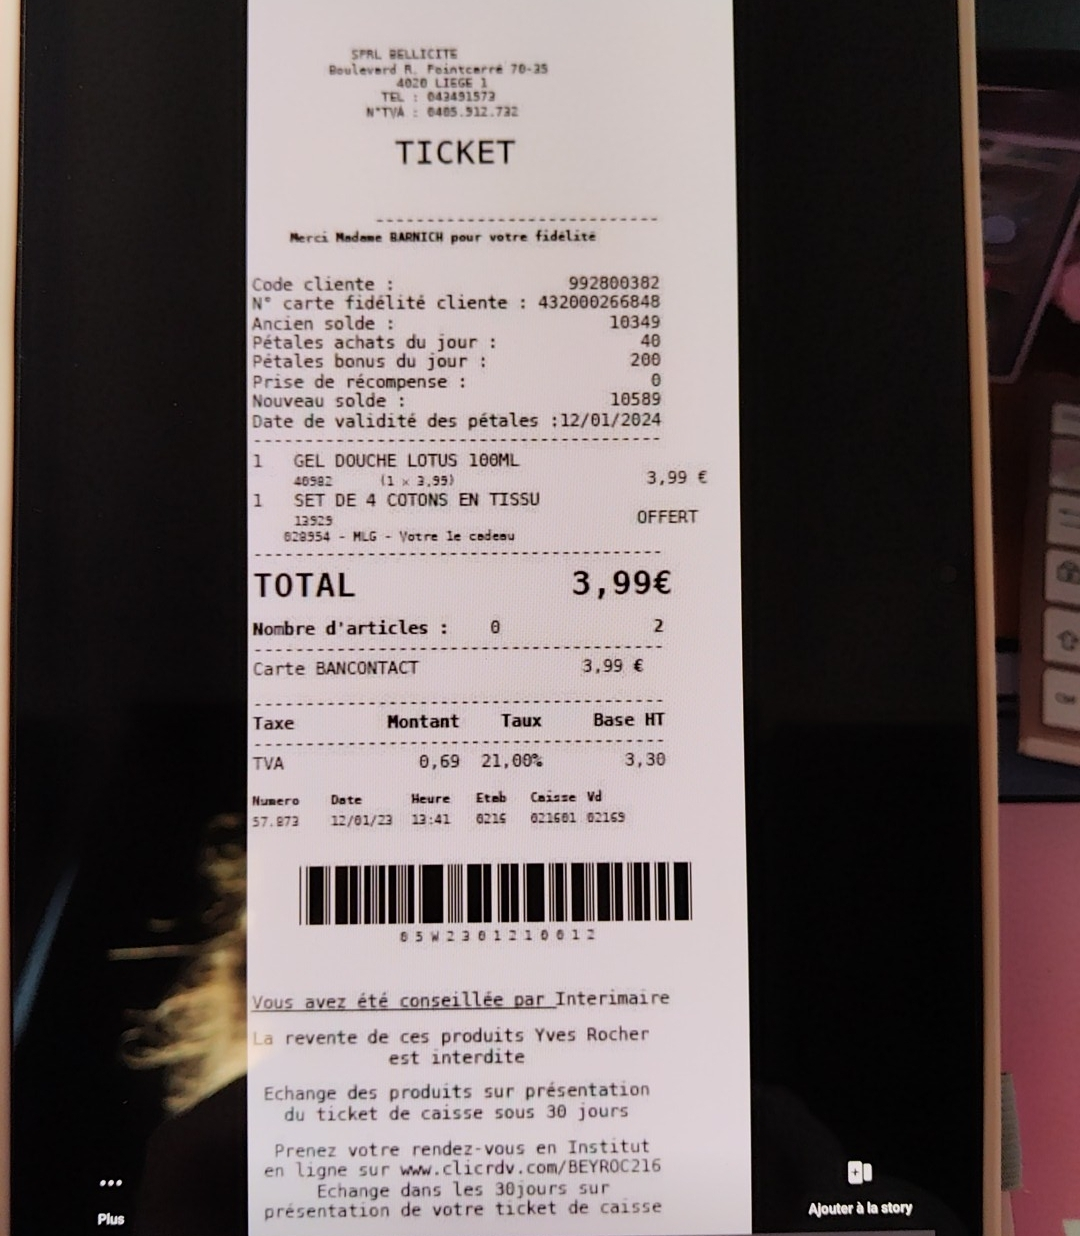 SPRL BELLICITE
Boulevard R. Pointcarré 70-35
4020 LIEGE 1
TEL : 043491573
N°TVA : 0405.912.732
TICKET
----------------------------
Merci Madame BARNICH pour votre fidélité
Code cliente : 992800382
N° carte fidélité cliente : 432000266848
Ancien solde : 10349
Pétales achats du jour : 40
Pétales bonus du jour : 200
Prise de récompense : 0
Nouveau solde : 10589
Date de validité des pétales :12/01/2024
----------------------------------------
1 GEL DOUCHE LOTUS 100ML
40982 (1 x 3,99) 3,99 €
1 SET DE 4 COTONS EN TISSU
13929 OFFERT
028954 - MLG - Votre le cadeau
----------------------------------------
TOTAL 3,99€
Nombre d'articles : 0 2
----------------------------------------
Carte BANCONTACT 3,99 €
----------------------------------------
Taxe Montant Taux Base HT
----------------------------------------
TVA 0,69 21,00% 3,30
Numero Date Heure Etab Caisse Vd
57.873 12/01/23 13:41 0216 021601 02169
05W2301210012
Vous avez été conseillée par Interimaire
La revente de ces produits Yves Rocher
est interdite
Echange des produits sur présentation
du ticket de caisse sous 30 jours
Prenez votre rendez-vous en Institut
en ligne sur www.clicrdv.com/BEYROC216
Echange dans les 30jours sur
présentation de votre ticket de caisse
Plus
Ajouter à la story